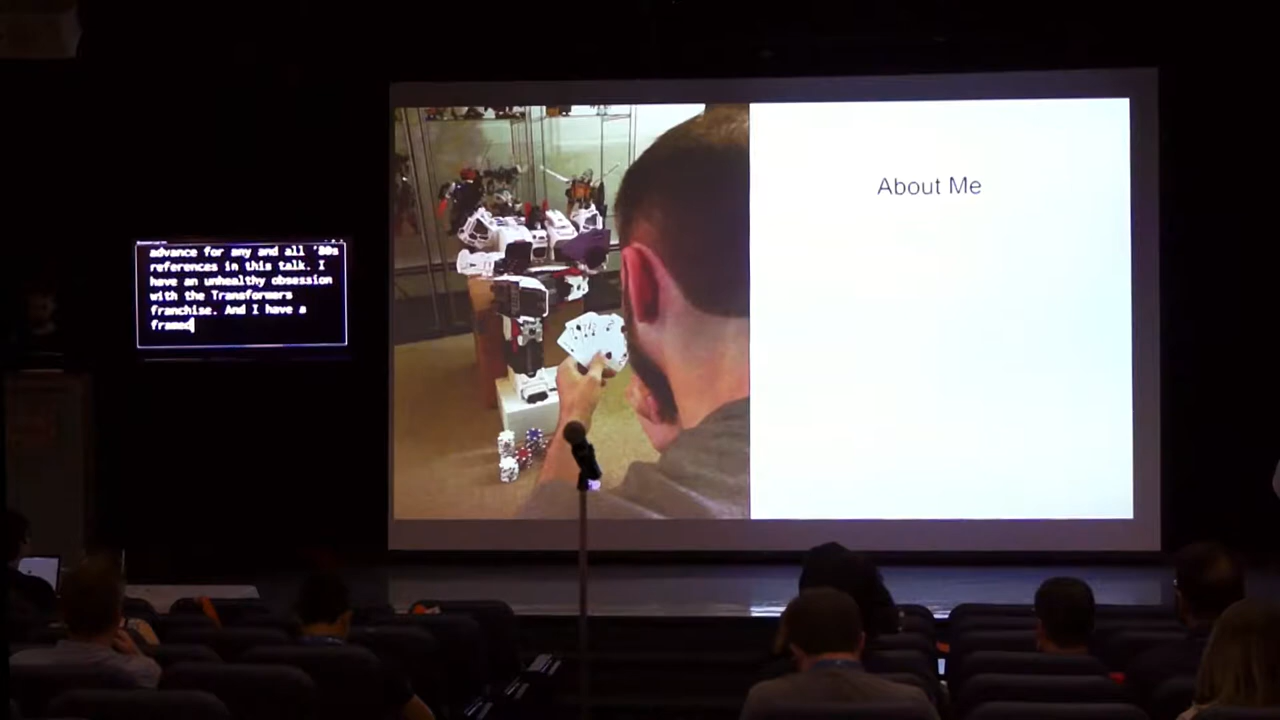 advance for any and all '80s
references in this talk. I
have an unhealthy obsession
with the Transformers
franchise. And I have a
framed
About Me